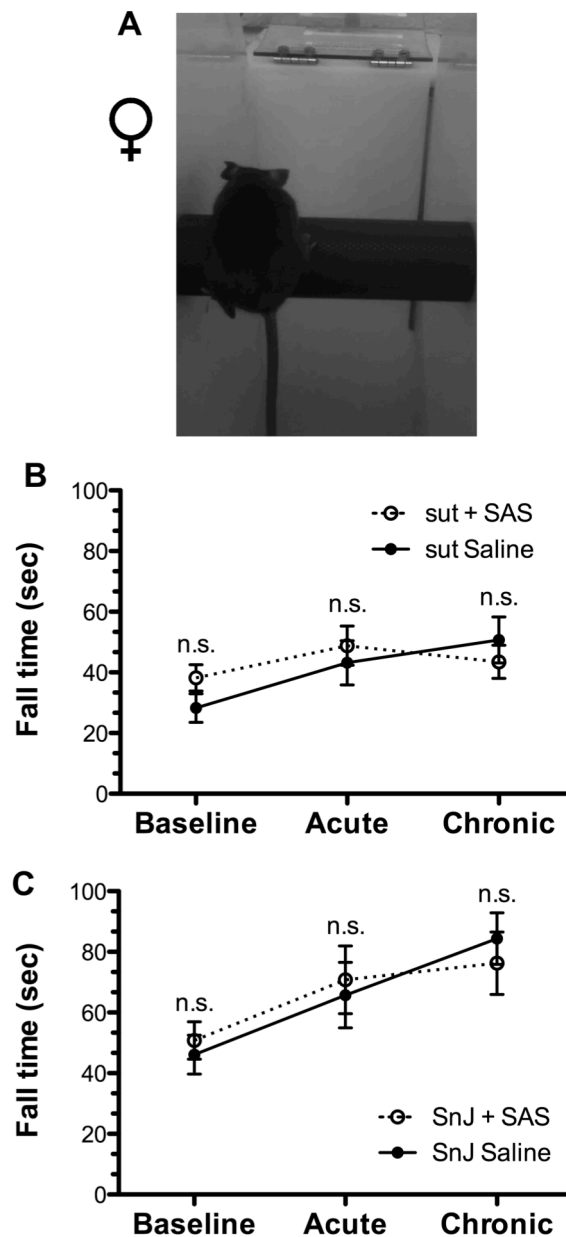 A
♀
B
Fall time (sec)
100
80
60
40
20
0
sut + SAS
sut Saline
n.s.
n.s.
n.s.
Baseline
Acute
Chronic
C
Fall time (sec)
100
80
60
40
20
0
n.s.
n.s.
n.s.
SnJ + SAS
SnJ Saline
Baseline
Acute
Chronic